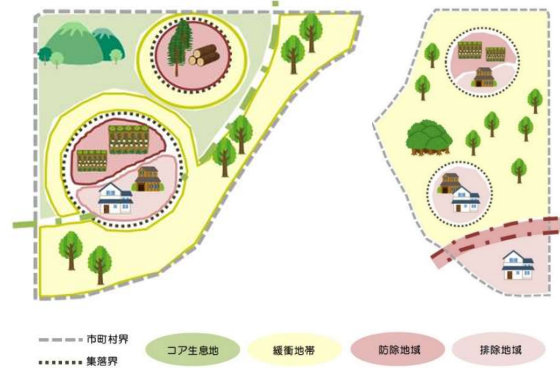 市町村界
集落界
コア生息地
緩衝地帯
防除地域
排除地域